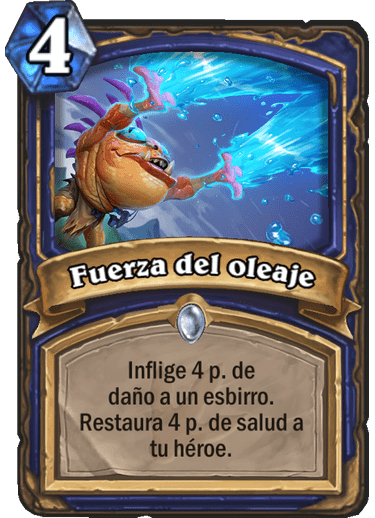 4
Fuerza del oleaje
Inflige 4 p. de
daño a un esbirro.
Restaura 4 p. de salud a
tu héroe.